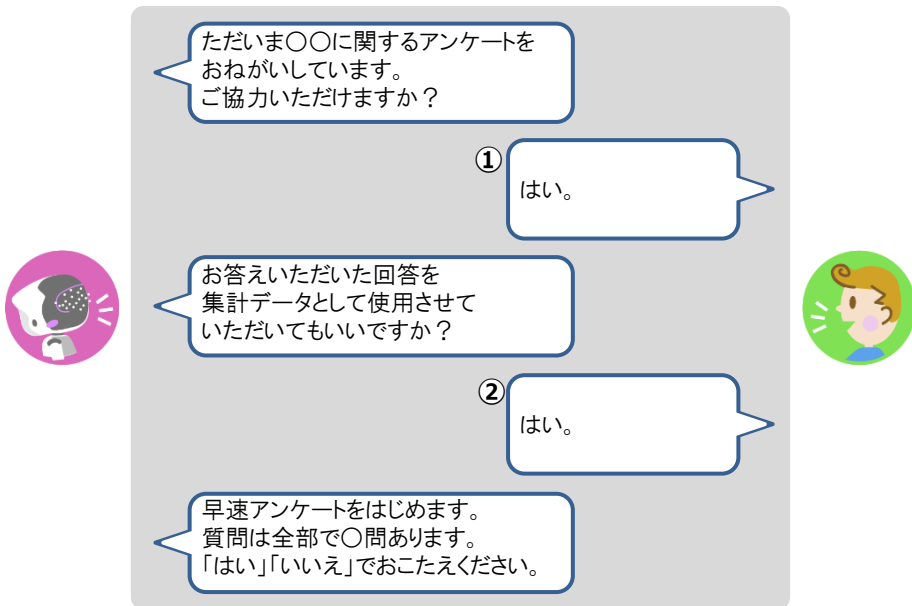 ただいま〇〇に関するアンケートを
おねがいしています。
ご協力いただけますか？
①
はい。
お答えいただいた回答を
集計データとして使用させて
いただいてもいいですか？
②
はい。
早速アンケートをはじめます。
質問は全部で〇問あります。
「はい」「いいえ」でおこたえください。